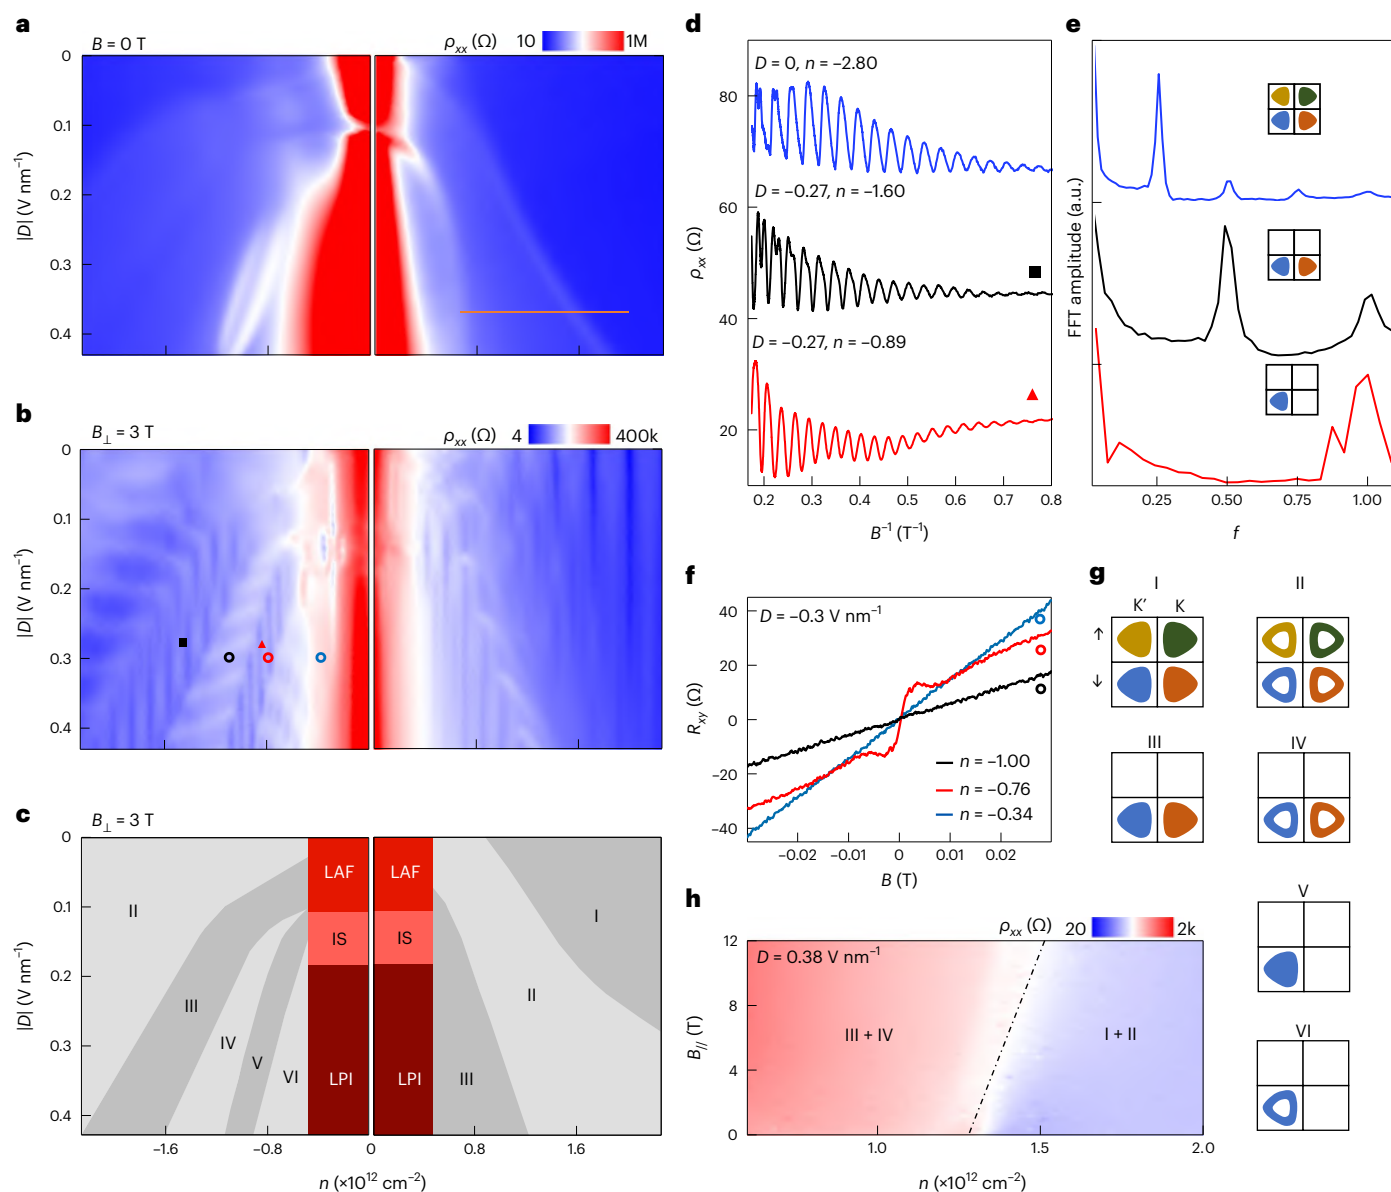 a
B = 0 T
ρxx (Ω)
10
1M
0
0.1
0.2
0.3
0.4
|D| (V nm⁻¹)
b
B⊥ = 3 T
ρxx (Ω)
4
400k
0
0.1
0.2
0.3
0.4
|D| (V nm⁻¹)
c
B⊥ = 3 T
0
0.1
0.2
0.3
0.4
|D| (V nm⁻¹)
LAF
LAF
IS
IS
LPI
LPI
II
III
IV
V
VI
I
II
III
−1.6
−0.8
0
0.8
1.6
n (×10¹² cm⁻²)
d
D = 0, n = −2.80
D = −0.27, n = −1.60
D = −0.27, n = −0.89
80
60
40
20
ρxx (Ω)
0.2
0.3
0.4
0.5
0.6
0.7
0.8
B⁻¹ (T⁻¹)
e
FFT amplitude (a.u.)
0.25
0.50
0.75
1.00
f
f
D = −0.3 V nm⁻¹
40
20
0
−20
−40
Rxy (Ω)
n = −1.00
n = −0.76
n = −0.34
−0.02
−0.01
0
0.01
0.02
B (T)
g
I
II
K′
K
↑
↓
III
IV
V
VI
h
ρxx (Ω)
20
2k
D = 0.38 V nm⁻¹
12
8
4
0
B// (T)
III + IV
I + II
1.0
1.5
2.0
n (×10¹² cm⁻²)